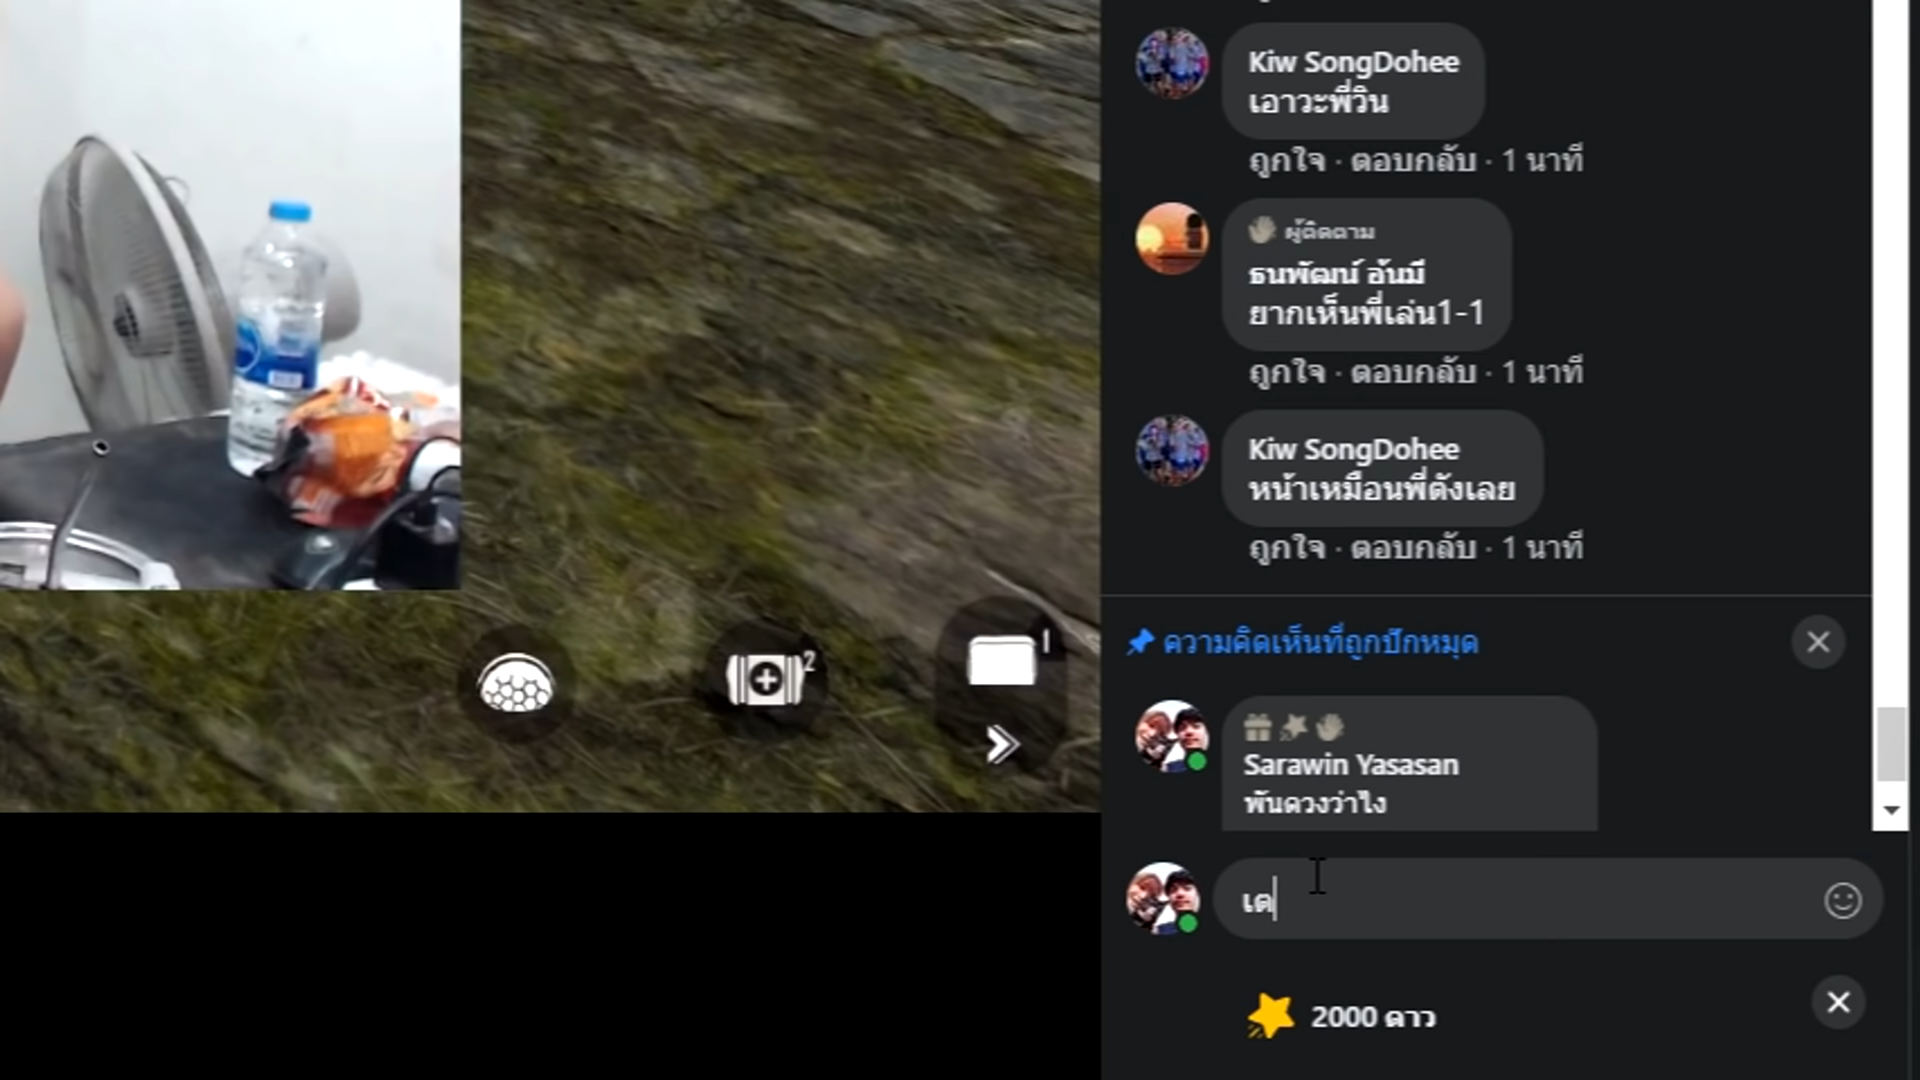 Kiw SongDohee
เอาวะพี่วิน
ถูกใจ · ตอบกลับ · 1 นาที
ผู้ติดตาม
ธนพัฒน์ อ้นมี
ยากเห็นพี่เล่น1-1
ถูกใจ · ตอบกลับ · 1 นาที
Kiw SongDohee
หน้าเหมือนพี่ดังเลย
ถูกใจ · ตอบกลับ · 1 นาที
ความคิดเห็นที่ถูกปักหมุด
Sarawin Yasasan
พันดวงว่าไง
เด
2000 ดาว
2
1